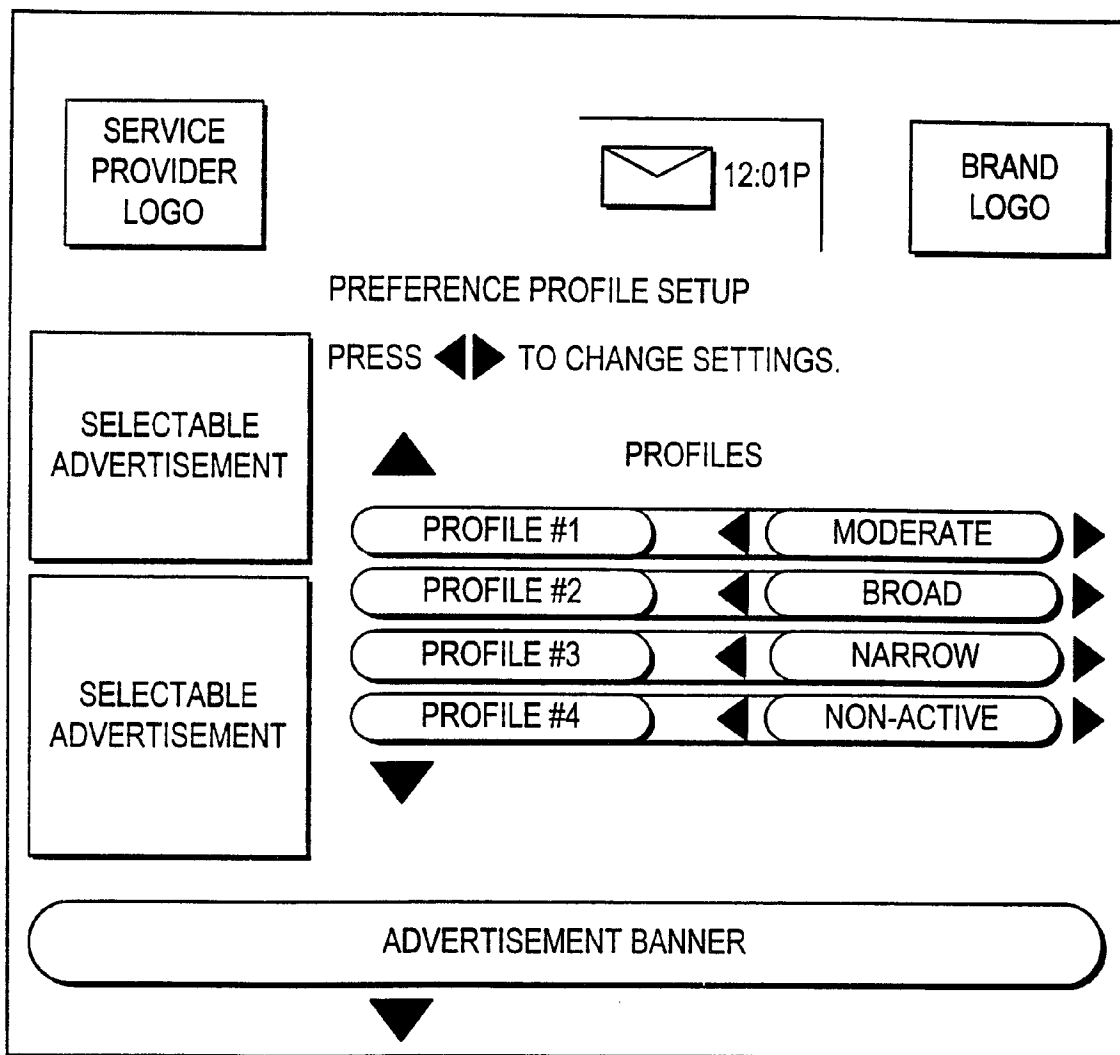 SERVICE
PROVIDER
LOGO
12:01P
BRAND
LOGO
PREFERENCE PROFILE SETUP
PRESS ◀▶ TO CHANGE SETTINGS.
SELECTABLE
ADVERTISEMENT
PROFILES
PROFILE #1 MODERATE
PROFILE #2 BROAD
PROFILE #3 NARROW
PROFILE #4 NON-ACTIVE
SELECTABLE
ADVERTISEMENT
ADVERTISEMENT BANNER